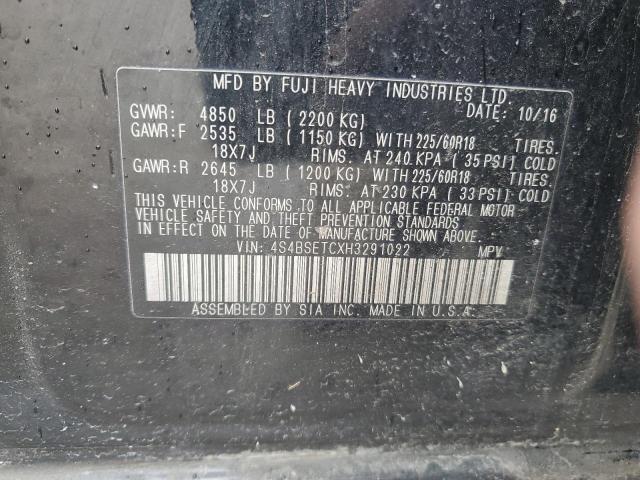 MFD BY FUJI HEAVY INDUSTRIES LTD.
GVWR: 4850 LB ( 2200 KG) DATE: 10/16
GAWR:F 2535 LB ( 1150 KG) WITH 225/60R18 TIRES.
18X7J RIMS. AT 240 KPA ( 35 PSI) COLD
GAWR:R 2645 LB ( 1200 KG) WITH 225/60R18 TIRES.
18X7J RIMS. AT 230 KPA ( 33 PSI) COLD
THIS VEHICLE CONFORMS TO ALL APPLICABLE FEDERAL MOTOR
VEHICLE SAFETY AND THEFT PREVENTION STANDARDS
IN EFFECT ON THE DATE OF MANUFACTURE SHOWN ABOVE.
VIN: 4S4BSETCXH3291022 MPV
ASSEMBLED BY SIA INC. MADE IN U.S.A.